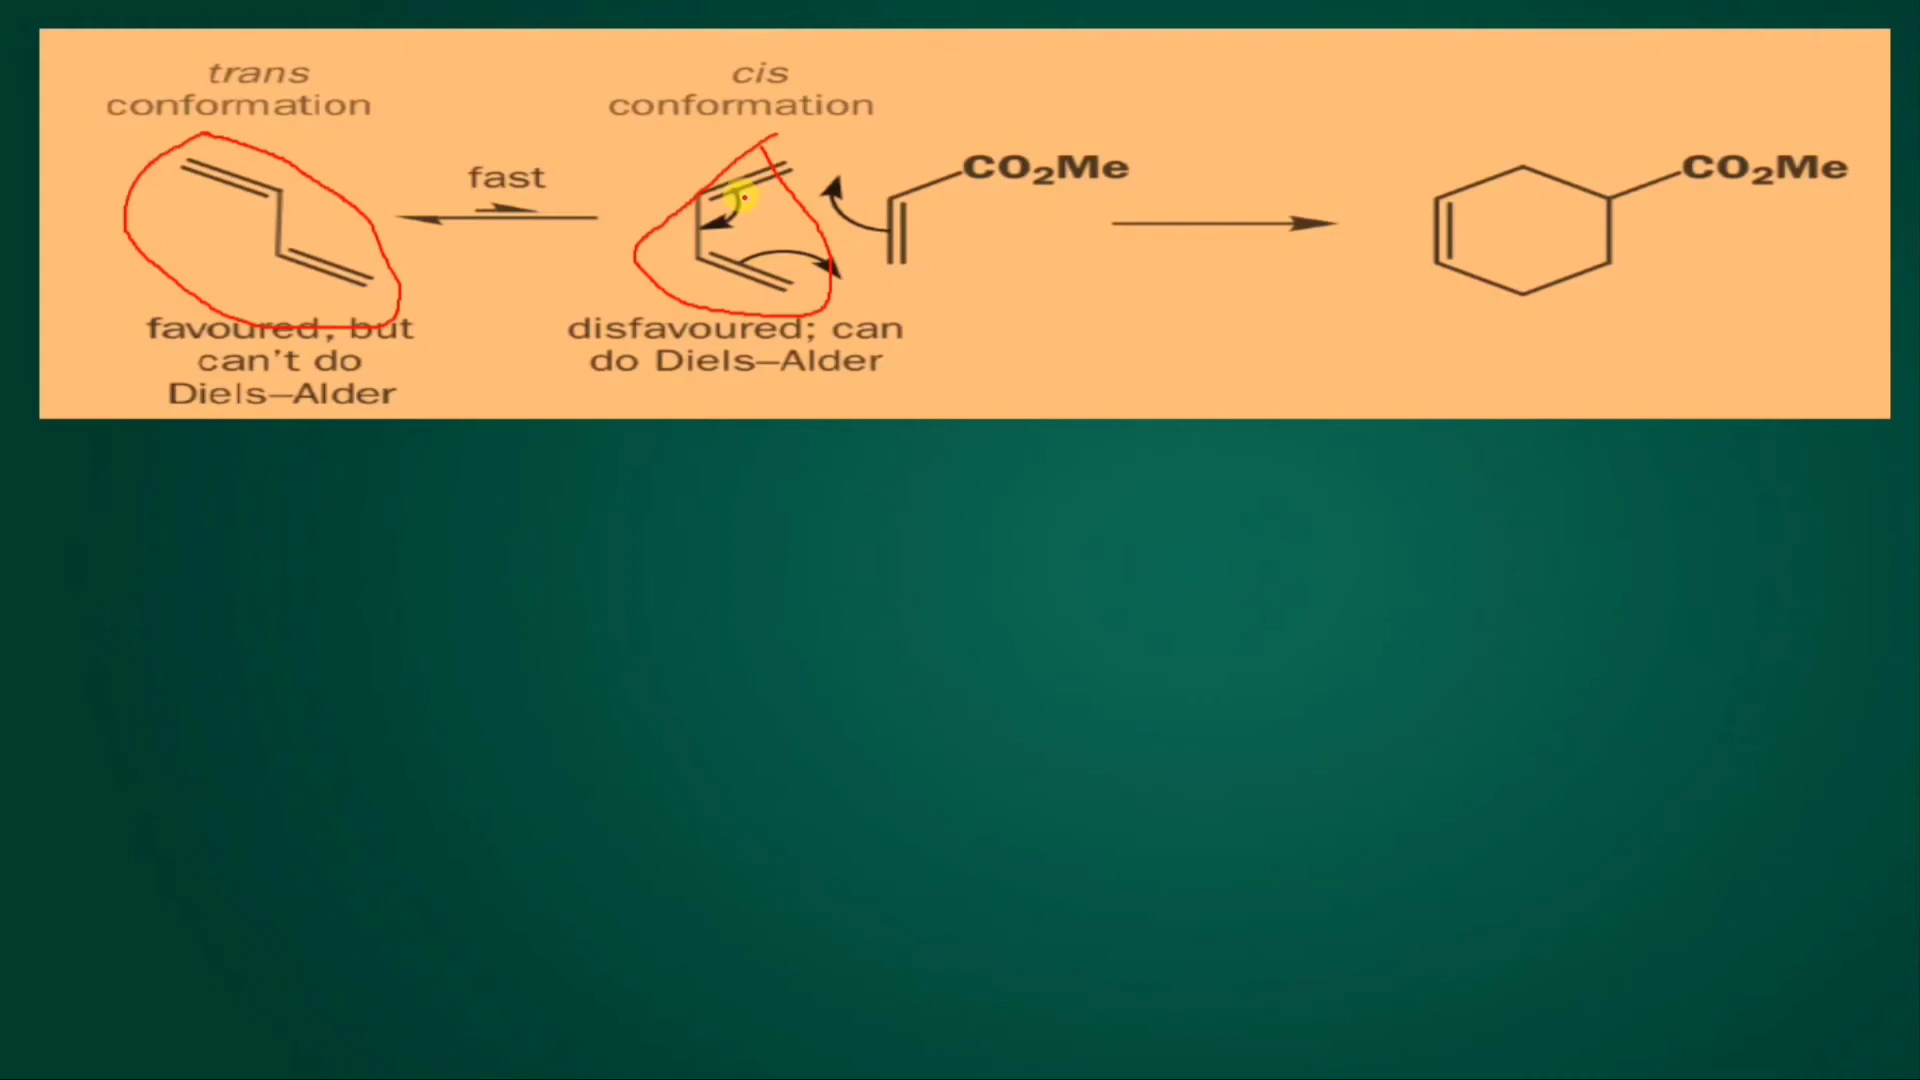 trans
conformation
cis
conformation
fast
CO₂Me
CO₂Me
favoured, but
can't do
Diels–Alder
disfavoured; can
do Diels–Alder